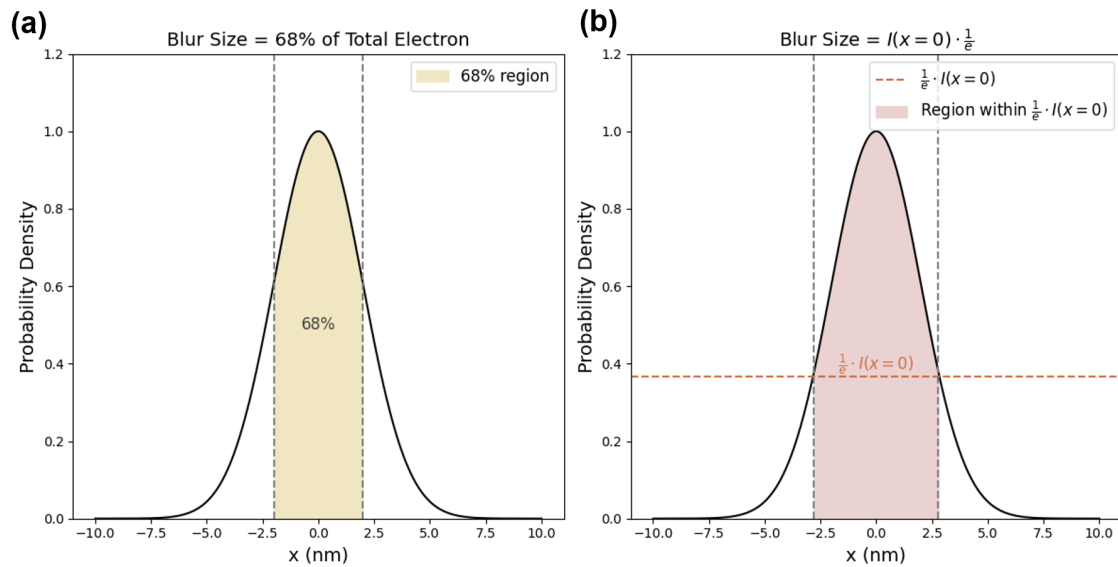 (a)
Blur Size = 68% of Total Electron
68% region
1.2
1.0
0.8
0.6
0.4
0.2
0.0
Probability Density
68%
−10.0 −7.5 −5.0 −2.5 0.0 2.5 5.0 7.5 10.0
x (nm)
(b)
Blur Size = I(x = 0) · 1/e
1/e · I(x = 0)
Region within 1/e · I(x = 0)
1.2
1.0
0.8
0.6
0.4
0.2
0.0
Probability Density
1/e · I(x = 0)
−10.0 −7.5 −5.0 −2.5 0.0 2.5 5.0 7.5 10.0
x (nm)